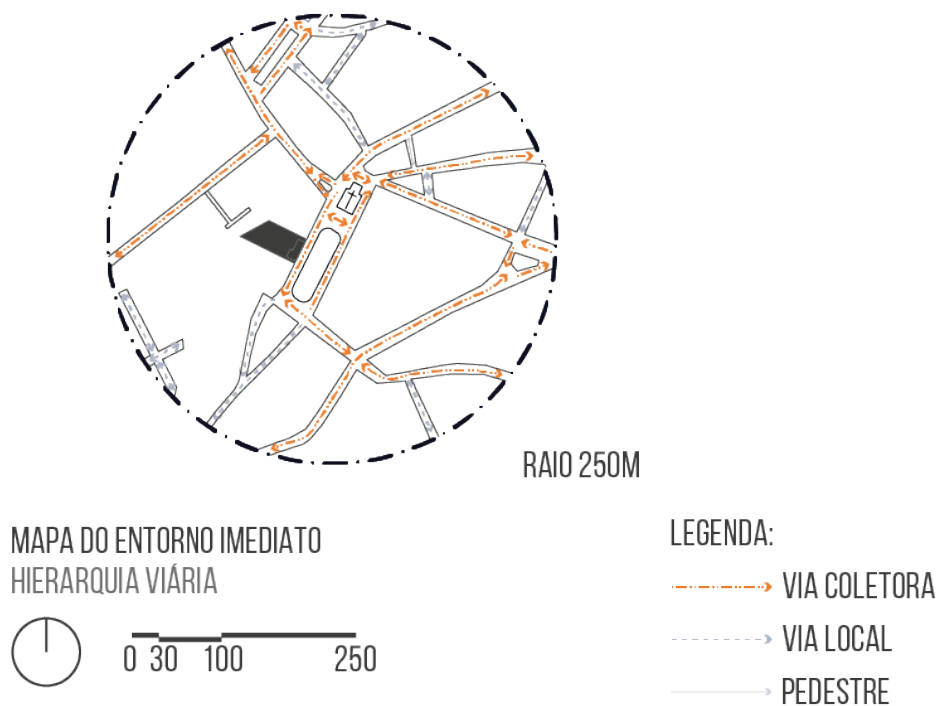 RAIO 250M
MAPA DO ENTORNO IMEDIATO
HIERARQUIA VIÁRIA
0 30 100 250
LEGENDA:
VIA COLETORA
VIA LOCAL
PEDESTRE